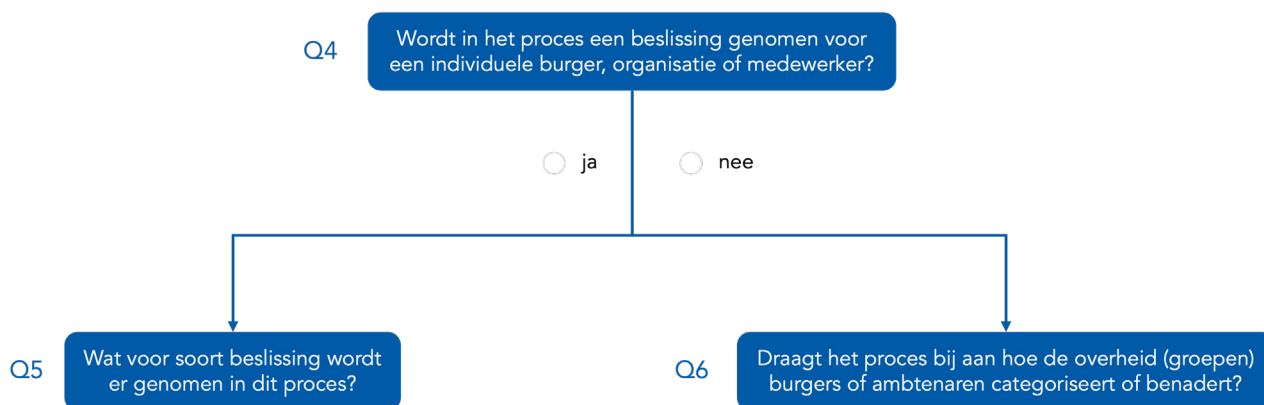 Q4
Wordt in het proces een beslissing genomen voor
een individuele burger, organisatie of medewerker?
ja
nee
Q5
Wat voor soort beslissing wordt
er genomen in dit proces?
Q6
Draagt het proces bij aan hoe de overheid (groepen)
burgers of ambtenaren categoriseert of benadert?